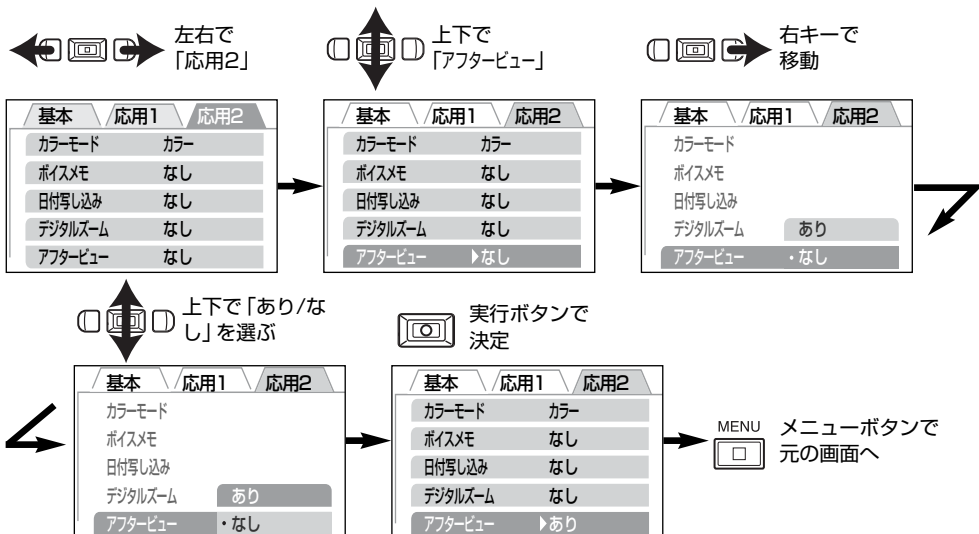 左右で
「応用2」
基本 応用1 応用2
カラーモード カラー
ボイスメモ なし
日付写し込み なし
デジタルズーム なし
アフタービュー なし
上下で
「アフタービュー」
基本 応用1 応用2
カラーモード カラー
ボイスメモ なし
日付写し込み なし
デジタルズーム なし
アフタービュー なし
右キーで
移動
基本 応用1 応用2
カラーモード
ボイスメモ
日付写し込み
デジタルズーム あり
アフタービュー ・なし
上下で「あり/な
し」を選ぶ
基本 応用1 応用2
カラーモード
ボイスメモ
日付写し込み
デジタルズーム あり
アフタービュー ・なし
実行ボタンで
決定
基本 応用1 応用2
カラーモード カラー
ボイスメモ なし
日付写し込み なし
デジタルズーム なし
アフタービュー あり
MENU
メニューボタンで
元の画面へ